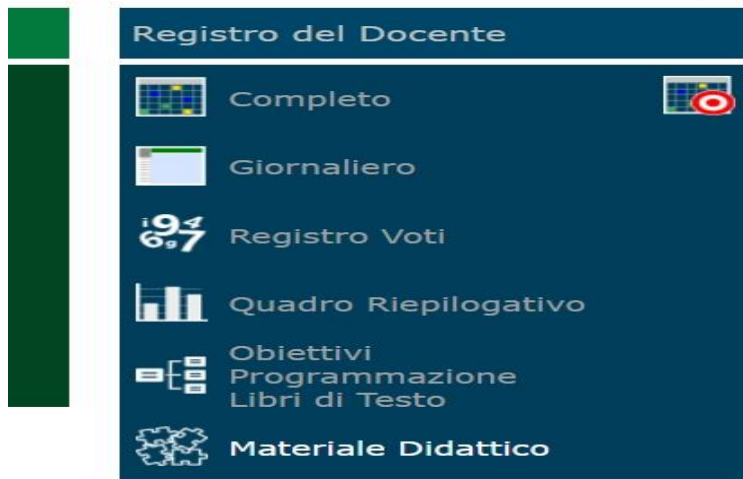 Registro del Docente
Completo
Giornaliero
Registro Voti
Quadro Riepilogativo
Obiettivi
Programmazione
Libri di Testo
Materiale Didattico